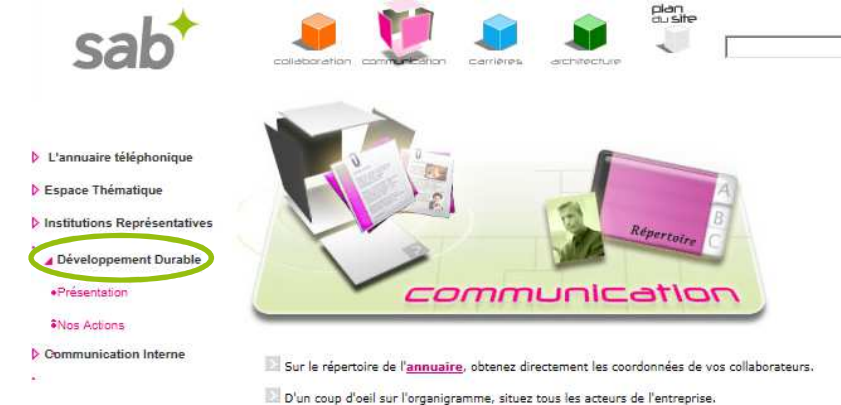 plan
du site
sab
collaboration communication carrières architecture
L'annuaire téléphonique
Espace Thématique
Institutions Représentatives
Développement Durable
Présentation
Nos Actions
Communication Interne
Répertoire
A
B
C
communication
Sur le répertoire de l'annuaire, obtenez directement les coordonnées de vos collaborateurs.
D'un coup d'oeil sur l'organigramme, situez tous les acteurs de l'entreprise.